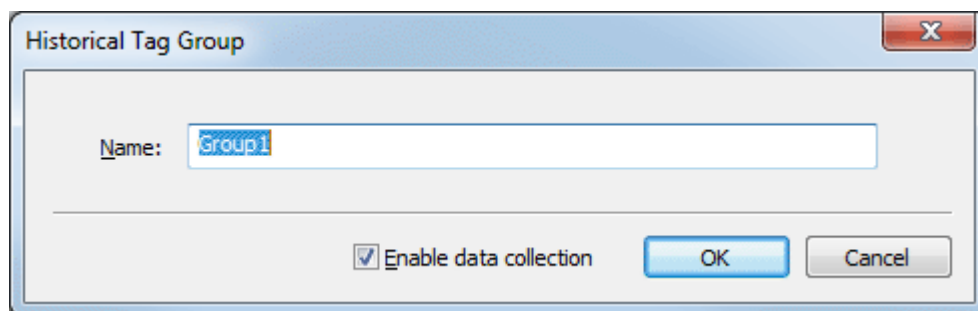 Historical Tag Group
Name: Group1
Enable data collection OK Cancel